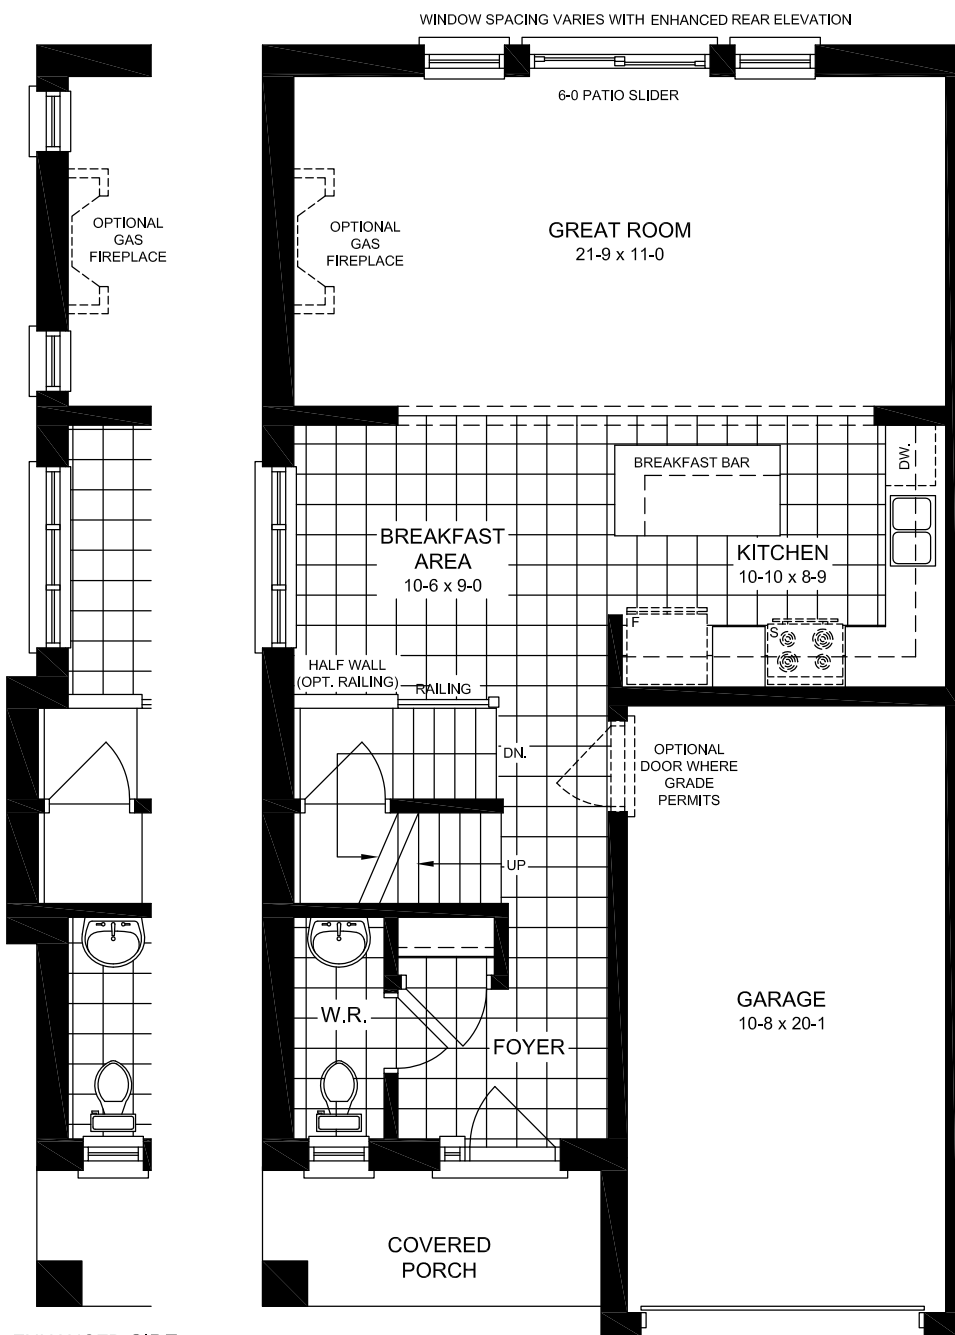 WINDOW SPACING VARIES WITH ENHANCED REAR ELEVATION
6-0 PATIO SLIDER
OPTIONAL
GAS
FIREPLACE
OPTIONAL
GAS
FIREPLACE
GREAT ROOM
21-9 x 11-0
BREAKFAST BAR
DW.
BREAKFAST
AREA
10-6 x 9-0
KITCHEN
10-10 x 8-9
F
S
HALF WALL
(OPT. RAILING)
RAILING
DN.
OPTIONAL
DOOR WHERE
GRADE
PERMITS
UP
W.R.
FOYER
GARAGE
10-8 x 20-1
COVERED
PORCH